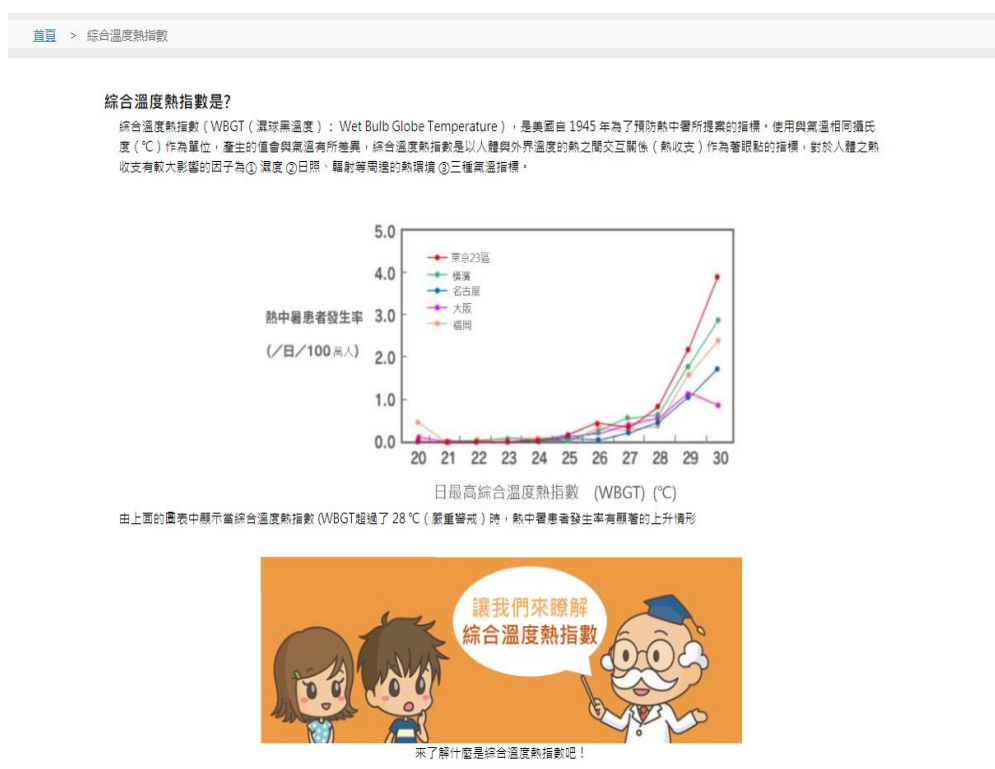 首頁 > 綜合溫度熱指數
綜合溫度熱指數是?
綜合溫度熱指數(WBGT(濕球黑溫度): Wet Bulb Globe Temperature),是美國自 1945 年為了預防熱中暑所提案的指標。使用與氣溫相同攝氏
度(℃)作為單位,產生的值會與氣溫有所差異,綜合溫度熱指數是以人體與外界溫度的熱之間交互關係(熱收支)作為著眼點的指標,對於人體之熱
收支有較大影響的因子為① 濕度 ②日照、輻射等周邊的熱環境 ③三種氣溫指標。
5.0
4.0
3.0
2.0
1.0
0.0
東京23區
橫濱
名古屋
大阪
福岡
熱中暑患者發生率
(/日/100萬人)
20 21 22 23 24 25 26 27 28 29 30
日最高綜合溫度熱指數 (WBGT) (℃)
由上面的圖表中顯示當綜合溫度熱指數 (WBGT超過了 28 ℃(嚴重警戒)時,熱中暑患者發生率有顯著的上升情形
讓我們來瞭解
綜合溫度熱指數
來了解什麼是綜合溫度熱指數吧!